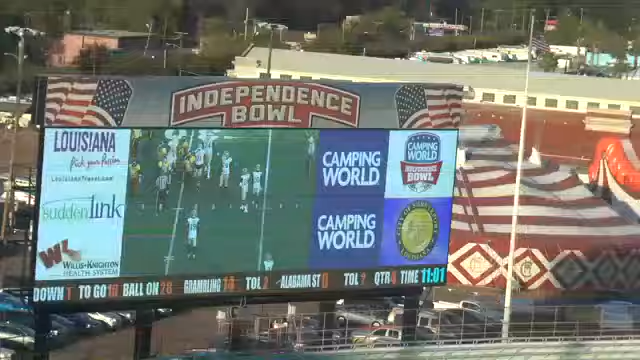 INDEPENDENCE
BOWL
LOUISIANA
Pick your Passion
LouisianaTravel.com
suddenlink
WK
WILLIS-KNIGHTON
HEALTH SYSTEM
CAMPING
WORLD
CAMPING
WORLD
INDEPENDENCE
BOWL
CAMPING
WORLD
DOWN 1 TO GO 10 BALL ON 28 GRAMBLING 14 TOL 2 ALABAMA ST 0 TOL 2 QTR 4 TIME 11:01